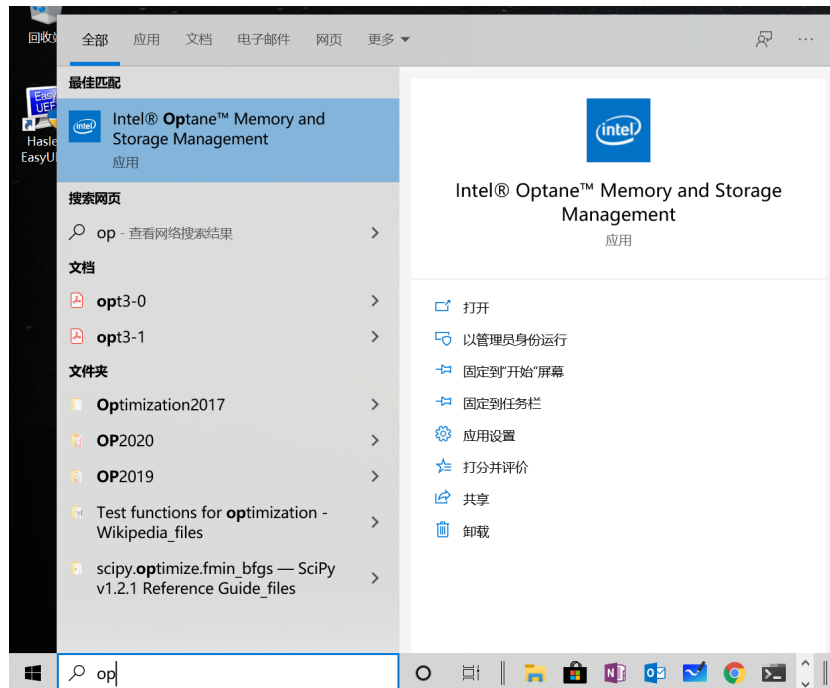 回收
Easy
UEF
Hasle
EasyUI
全部 应用 文档 电子邮件 网页 更多
最佳匹配
intel
Intel® Optane™ Memory and
Storage Management
应用
搜索网页
op - 查看网络搜索结果
文档
opt3-0
opt3-1
文件夹
Optimization2017
OP2020
OP2019
Test functions for optimization -
Wikipedia_files
scipy.optimize.fmin_bfgs — SciPy
v1.2.1 Reference Guide_files
op
intel
Intel® Optane™ Memory and Storage
Management
应用
打开
以管理员身份运行
固定到"开始"屏幕
固定到任务栏
应用设置
打分并评价
共享
卸载